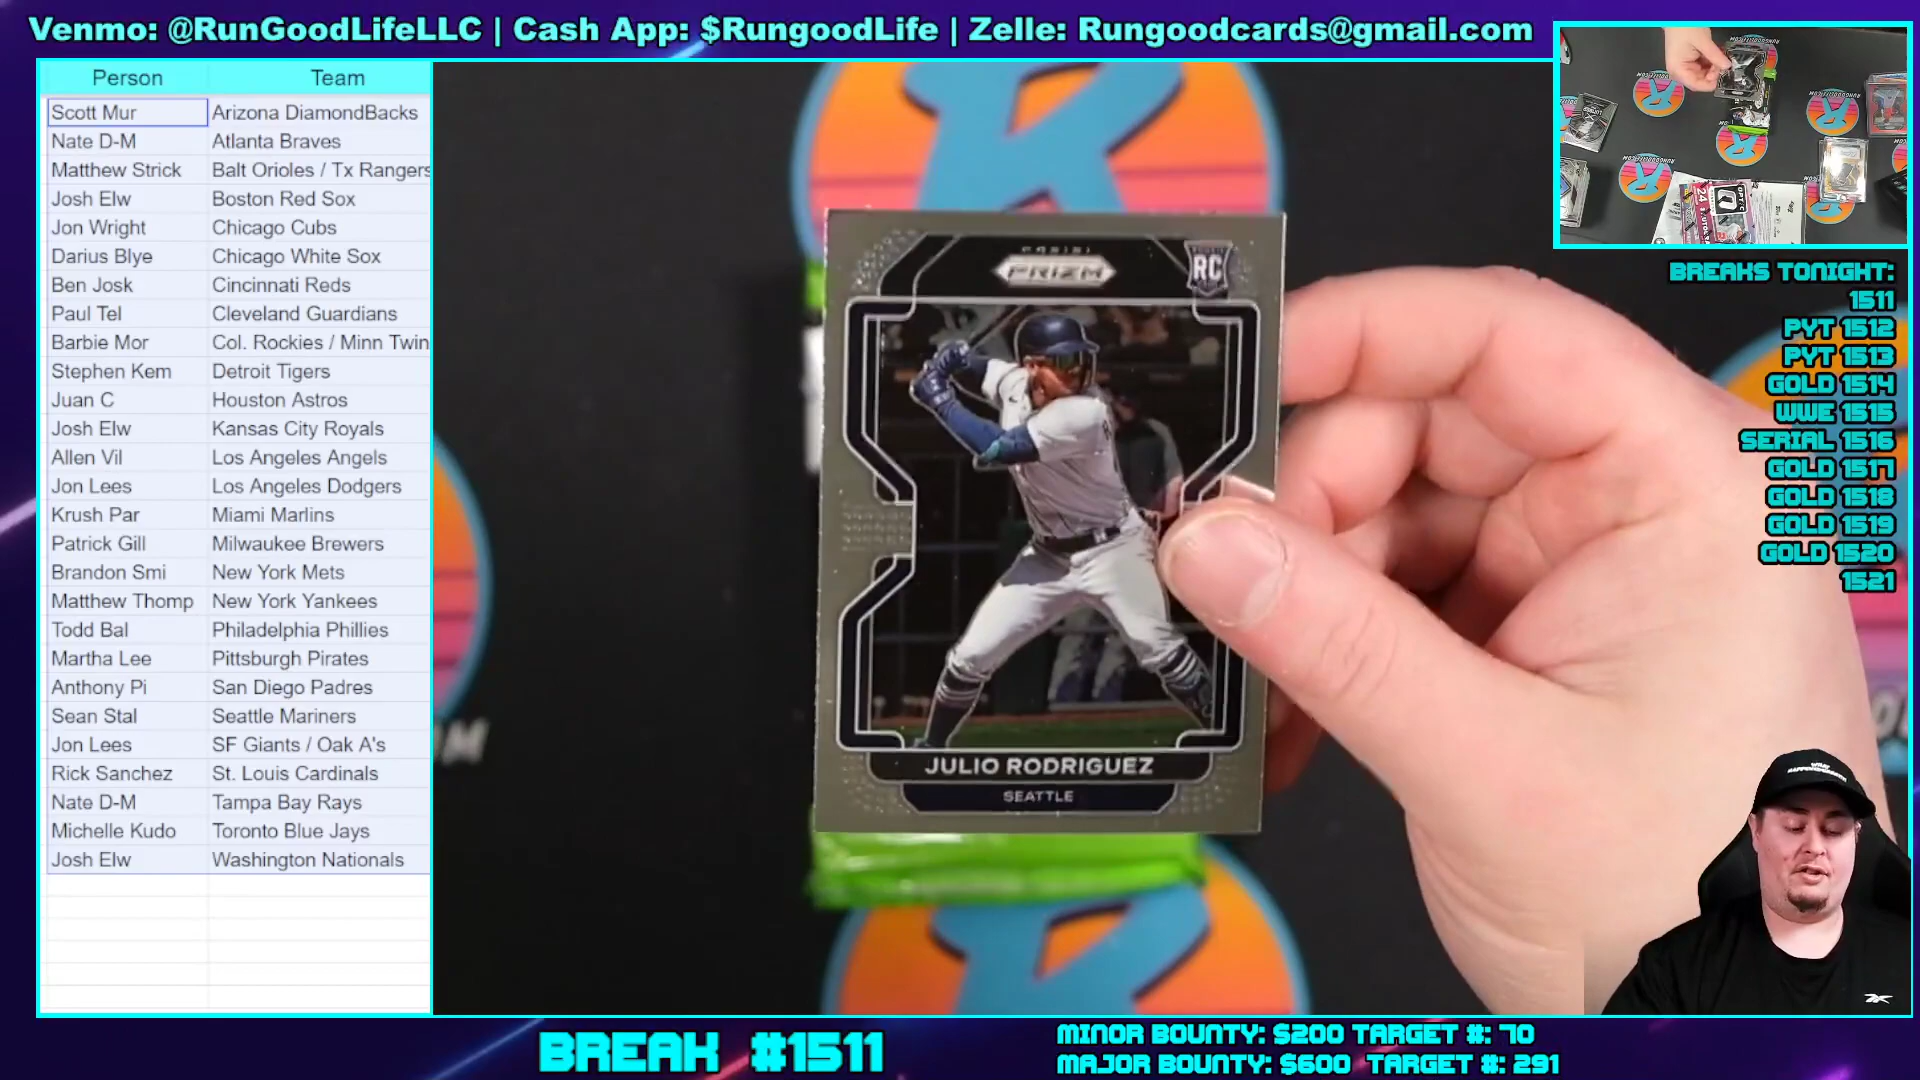 Venmo: @RunGoodLifeLLC | Cash App: $RungoodLife | Zelle: Rungoodcards@gmail.com
Person Team
Scott Mur Arizona DiamondBacks
Nate D-M Atlanta Braves
Matthew Strick Balt Orioles / Tx Rangers
Josh Elw Boston Red Sox
Jon Wright Chicago Cubs
Darius Blye Chicago White Sox
Ben Josk Cincinnati Reds
Paul Tel Cleveland Guardians
Barbie Mor Col. Rockies / Minn Twin
Stephen Kem Detroit Tigers
Juan C Houston Astros
Josh Elw Kansas City Royals
Allen Vil Los Angeles Angels
Jon Lees Los Angeles Dodgers
Krush Par Miami Marlins
Patrick Gill Milwaukee Brewers
Brandon Smi New York Mets
Matthew Thomp New York Yankees
Todd Bal Philadelphia Phillies
Martha Lee Pittsburgh Pirates
Anthony Pi San Diego Padres
Sean Stal Seattle Mariners
Jon Lees SF Giants / Oak A's
Rick Sanchez St. Louis Cardinals
Nate D-M Tampa Bay Rays
Michelle Kudo Toronto Blue Jays
Josh Elw Washington Nationals
PANINI
PRIZM
RC
JULIO RODRIGUEZ
SEATTLE
BREAKS TONIGHT:
1511
PYT 1512
PYT 1513
GOLD 1514
WWE 1515
SERIAL 1516
GOLD 1517
GOLD 1518
GOLD 1519
GOLD 1520
1521
BREAK #1511
MINOR BOUNTY: $200 TARGET #: 70
MAJOR BOUNTY: $600 TARGET #: 291